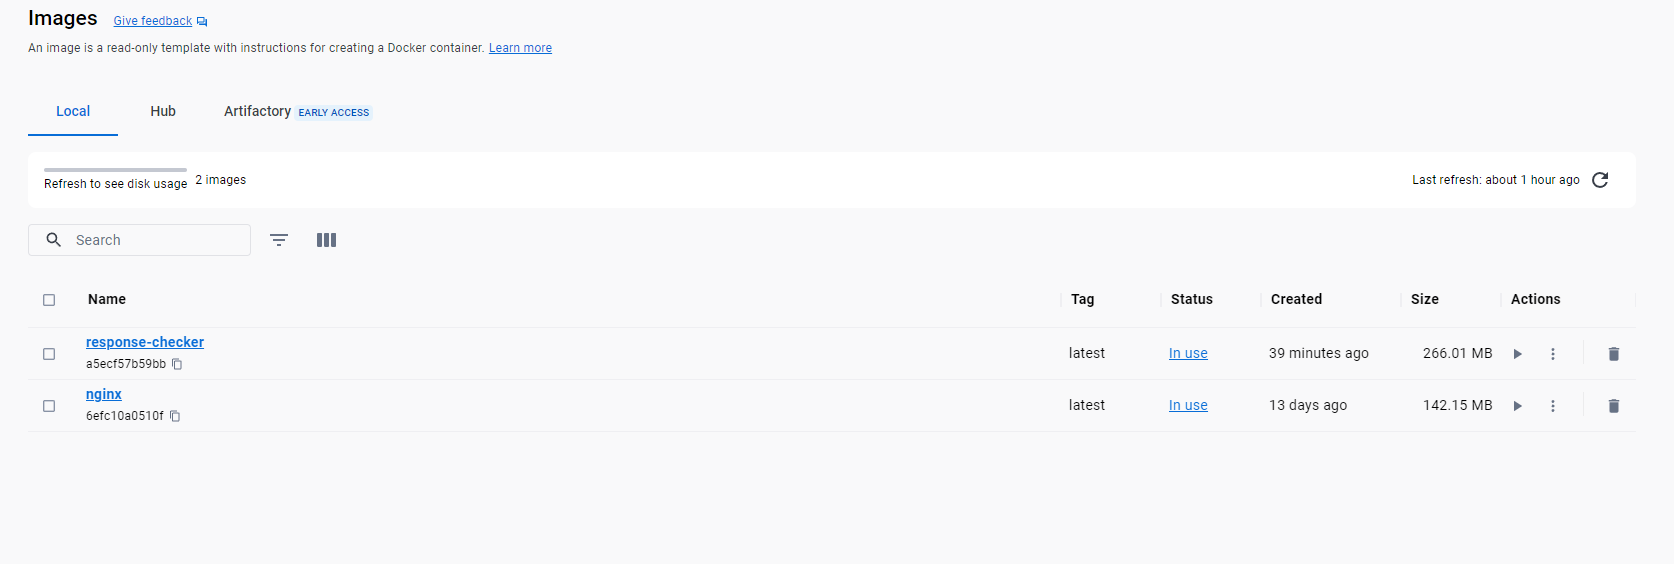 Images Give feedback
An image is a read-only template with instructions for creating a Docker container. Learn more
Local Hub Artifactory EARLY ACCESS
Refresh to see disk usage 2 images Last refresh: about 1 hour ago
Search
Name Tag Status Created Size Actions
response-checker
a5ecf57b59bb
latest In use 39 minutes ago 266.01 MB
nginx
6efc10a0510f
latest In use 13 days ago 142.15 MB